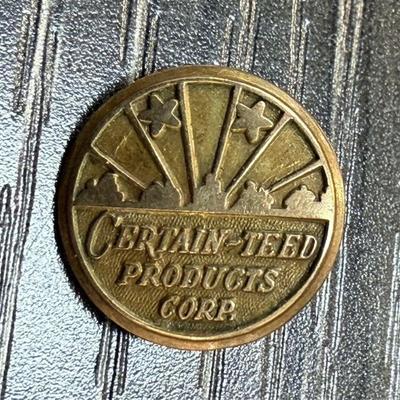 CERTAIN-TEED
PRODUCTS
CORP.